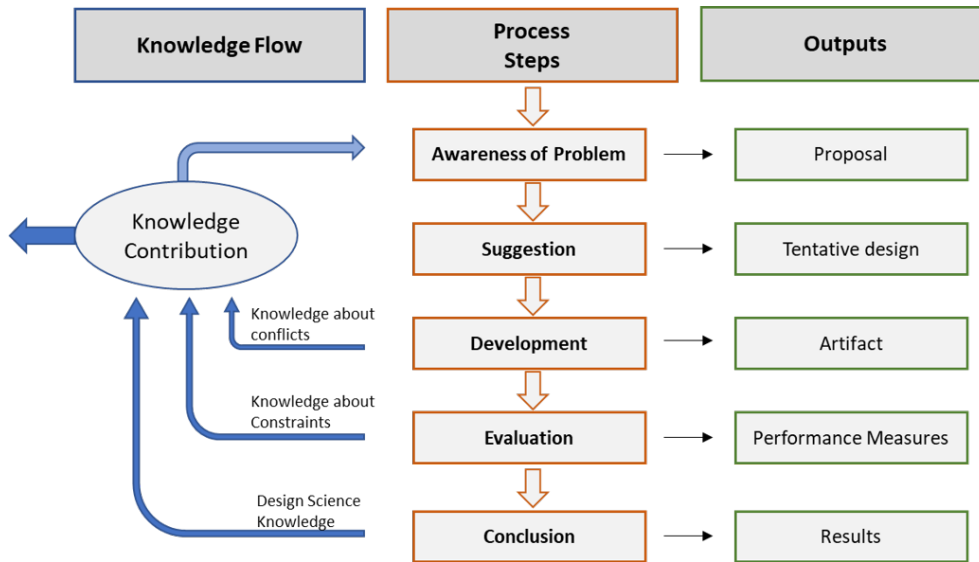 Knowledge Flow
Process
Steps
Outputs
Awareness of Problem
Proposal
Knowledge
Contribution
Suggestion
Tentative design
Knowledge about
conflicts
Development
Artifact
Knowledge about
Constraints
Evaluation
Performance Measures
Design Science
Knowledge
Conclusion
Results